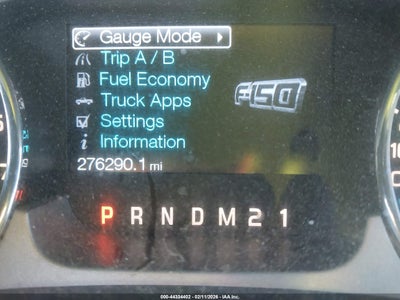 Gauge Mode
Trip A / B
Fuel Economy
Truck Apps
Settings
Information
F-150
276290.1 mi
P R N D M 2 1
000-44334402 - 02/11/2026 - IAA Inc.